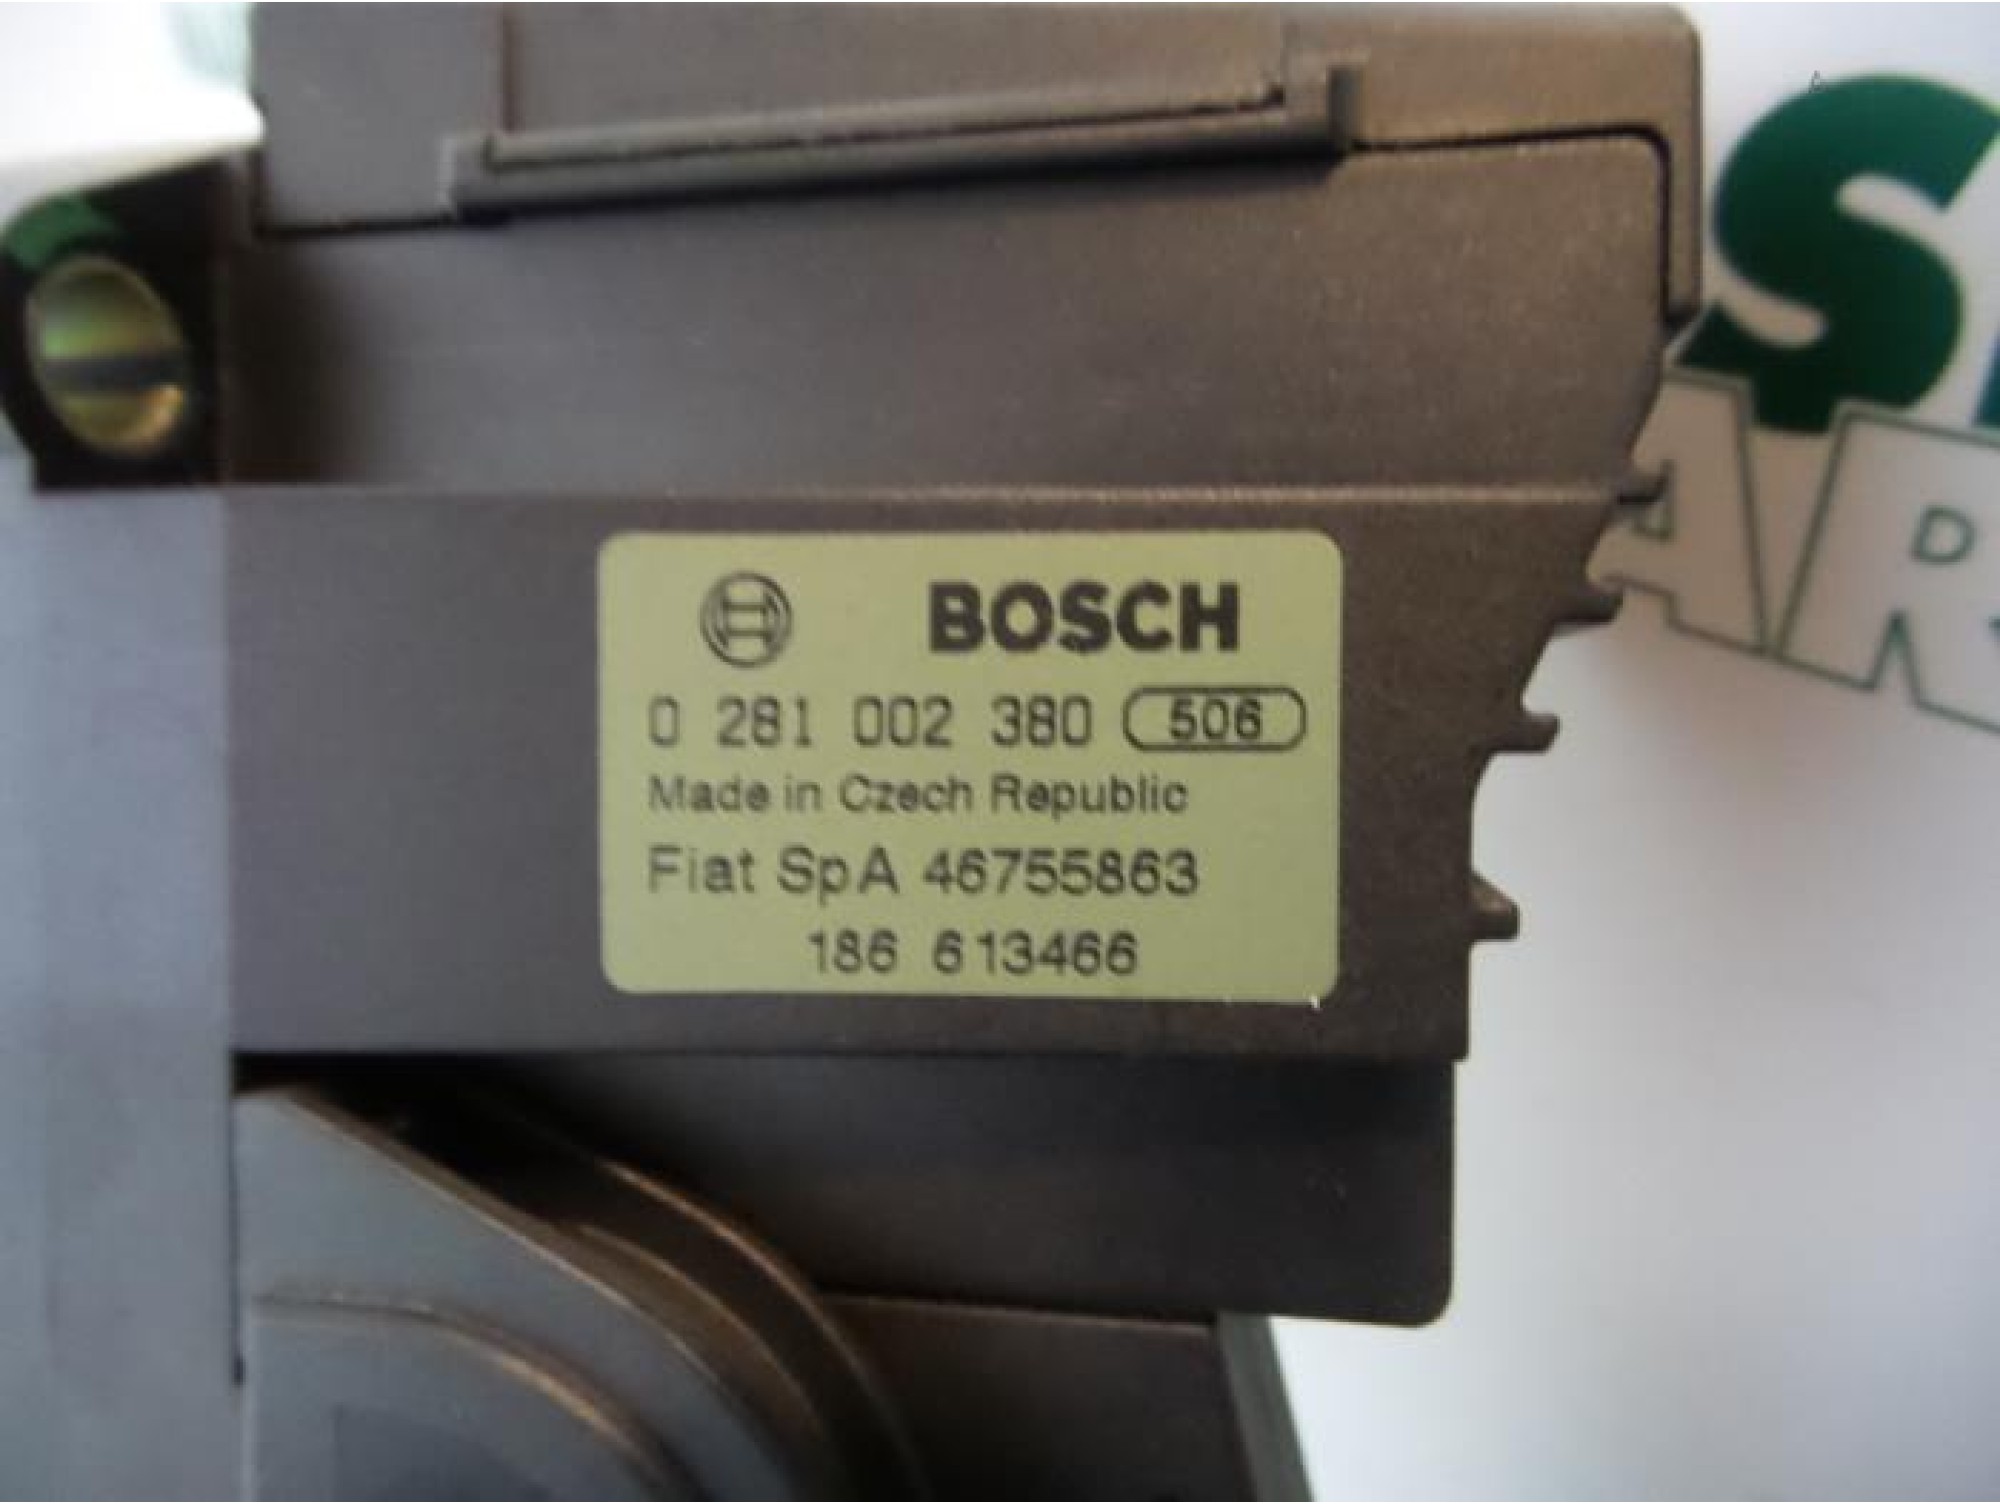 BOSCH
0 281 002 380 506
Made in Czech Republic
Fiat SpA 46755863
186 613466